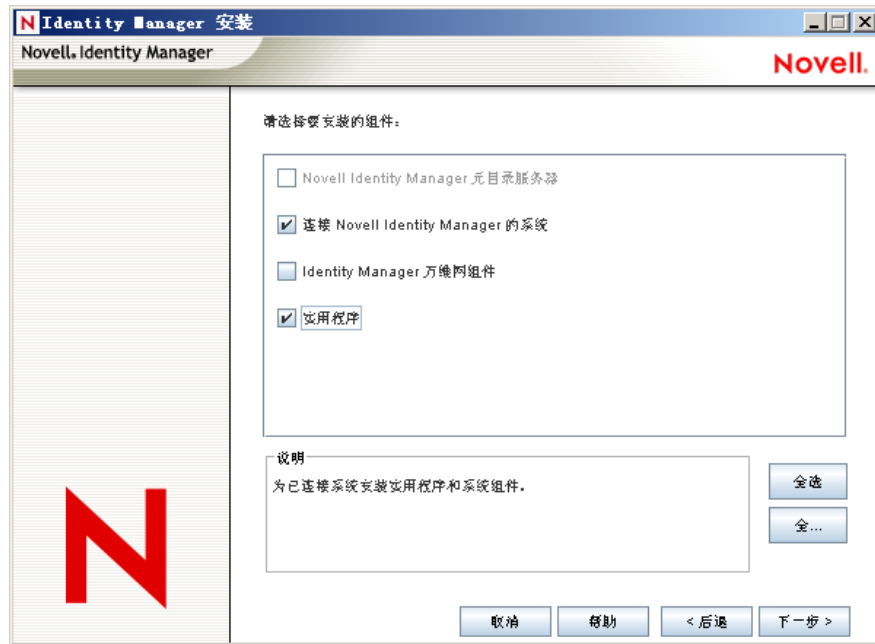 Identity Manager 安装
Novell. Identity Manager
Novell.
请选择要安装的组件：
Novell Identity Manager 元目录服务器
连接 Novell Identity Manager 的系统
Identity Manager 万维网组件
实用程序
说明
为已连接系统安装实用程序和系统组件。
全选
全...
N
取消
帮助
< 后退
下一步 >